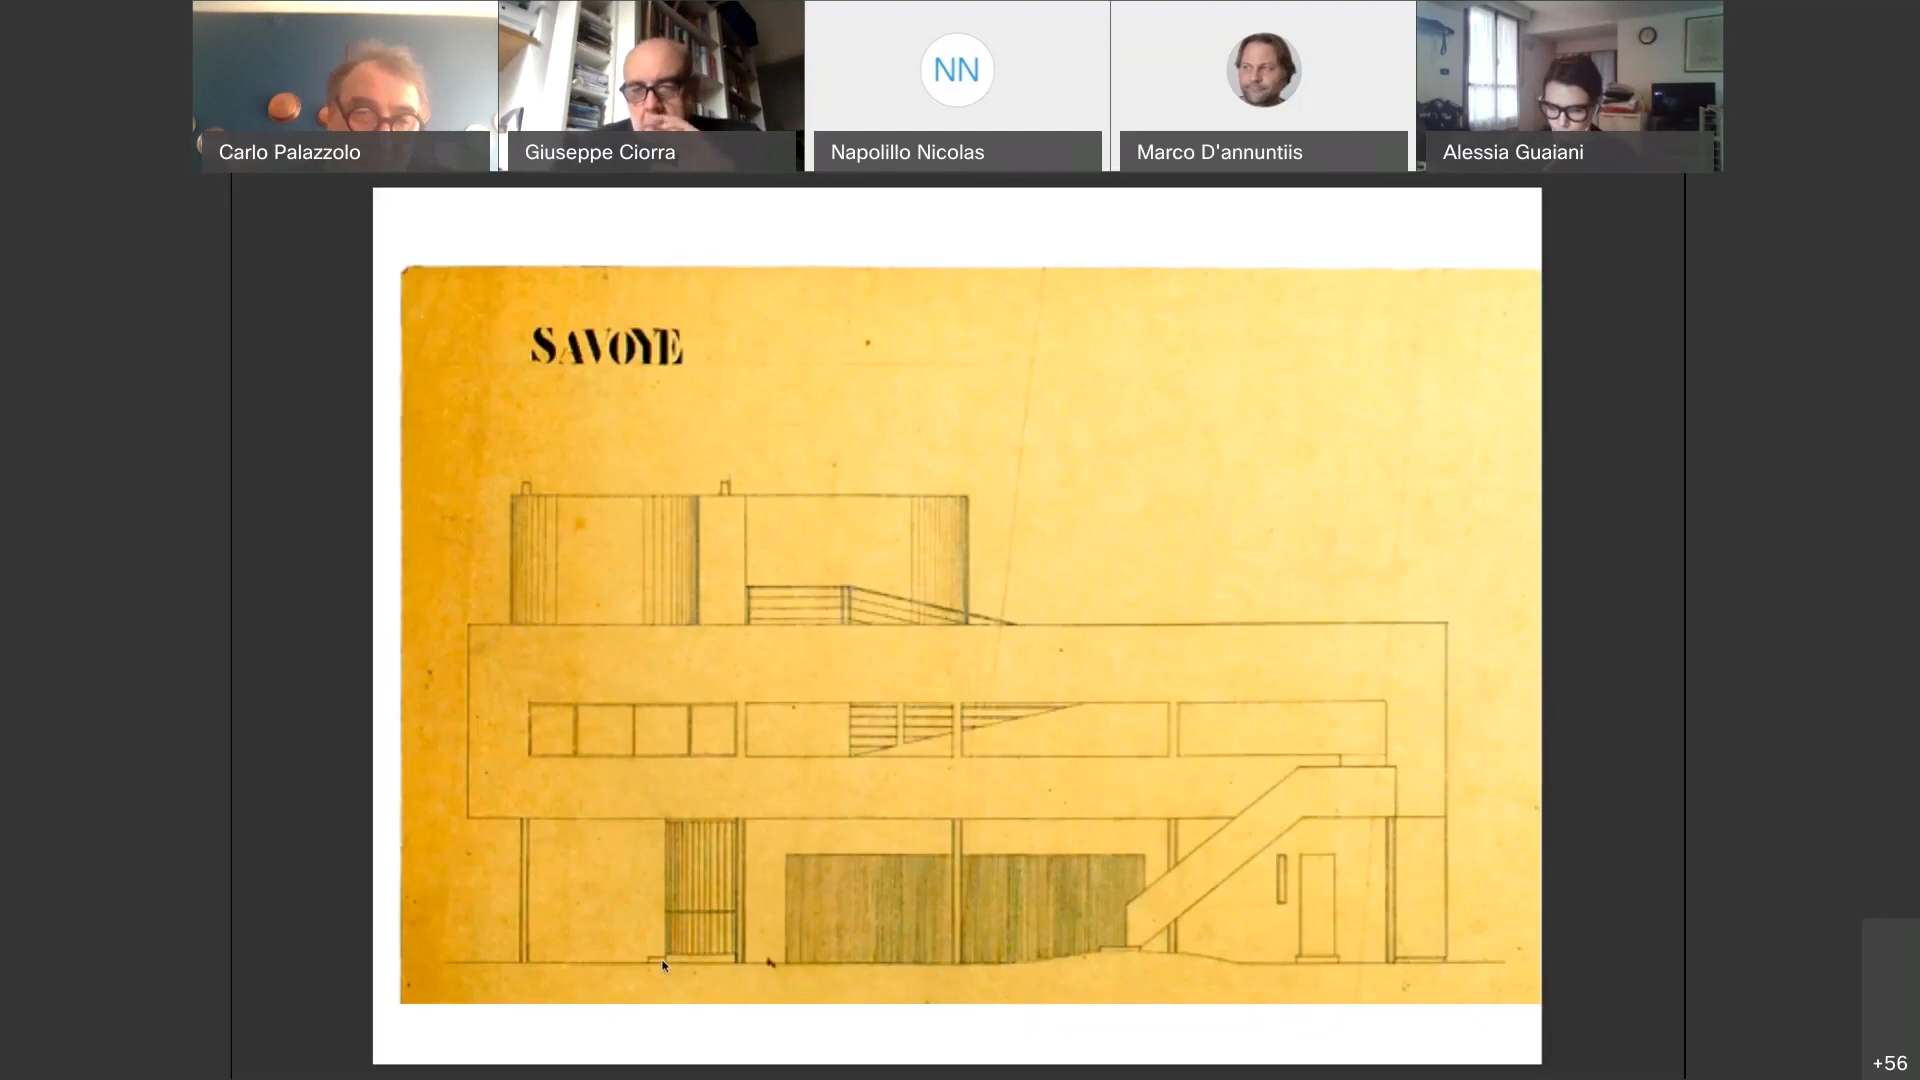 NN
Carlo Palazzolo
Giuseppe Ciorra
Napolillo Nicolas
Marco D'annuntiis
Alessia Guaiani
SAVOYE
+56